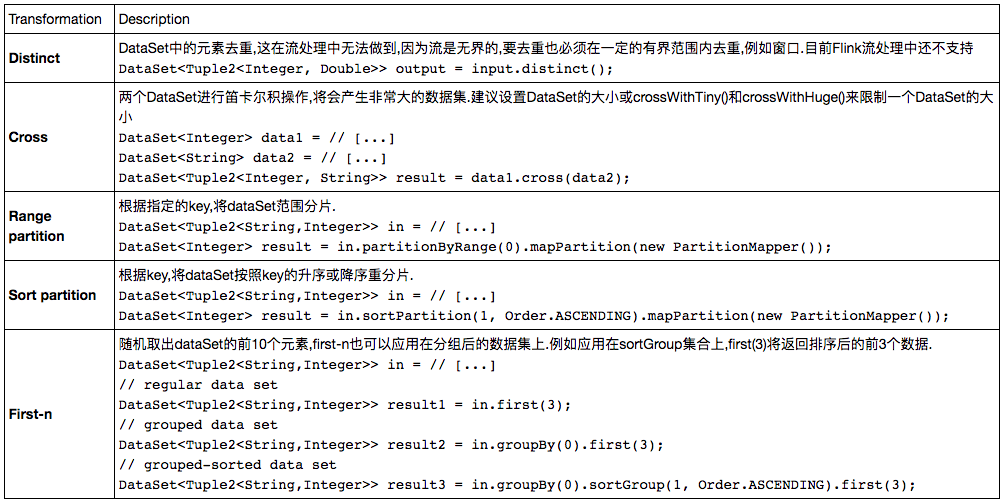 Transformation Description
Distinct
DataSet中的元素去重,这在流处理中无法做到,因为流是无界的,要去重也必须在一定的有界范围内去重,例如窗口.目前Flink流处理中还不支持
DataSet<Tuple2<Integer, Double>> output = input.distinct();
Cross
两个DataSet进行笛卡尔积操作,将会产生非常大的数据集.建议设置DataSet的大小或crossWithTiny()和crossWithHuge()来限制一个DataSet的大
小
DataSet<Integer> data1 = // [...]
DataSet<String> data2 = // [...]
DataSet<Tuple2<Integer, String>> result = data1.cross(data2);
Range
partition
根据指定的key,将dataSet范围分片.
DataSet<Tuple2<String,Integer>> in = // [...]
DataSet<Integer> result = in.partitionByRange(0).mapPartition(new PartitionMapper());
Sort partition
根据key,将dataSet按照key的升序或降序重分片.
DataSet<Tuple2<String,Integer>> in = // [...]
DataSet<Integer> result = in.sortPartition(1, Order.ASCENDING).mapPartition(new PartitionMapper());
First-n
随机取出dataSet的前10个元素,first-n也可以应用在分组后的数据集上.例如应用在sortGroup集合上,first(3)将返回排序后的前3个数据.
DataSet<Tuple2<String,Integer>> in = // [...]
// regular data set
DataSet<Tuple2<String,Integer>> result1 = in.first(3);
// grouped data set
DataSet<Tuple2<String,Integer>> result2 = in.groupBy(0).first(3);
// grouped-sorted data set
DataSet<Tuple2<String,Integer>> result3 = in.groupBy(0).sortGroup(1, Order.ASCENDING).first(3);